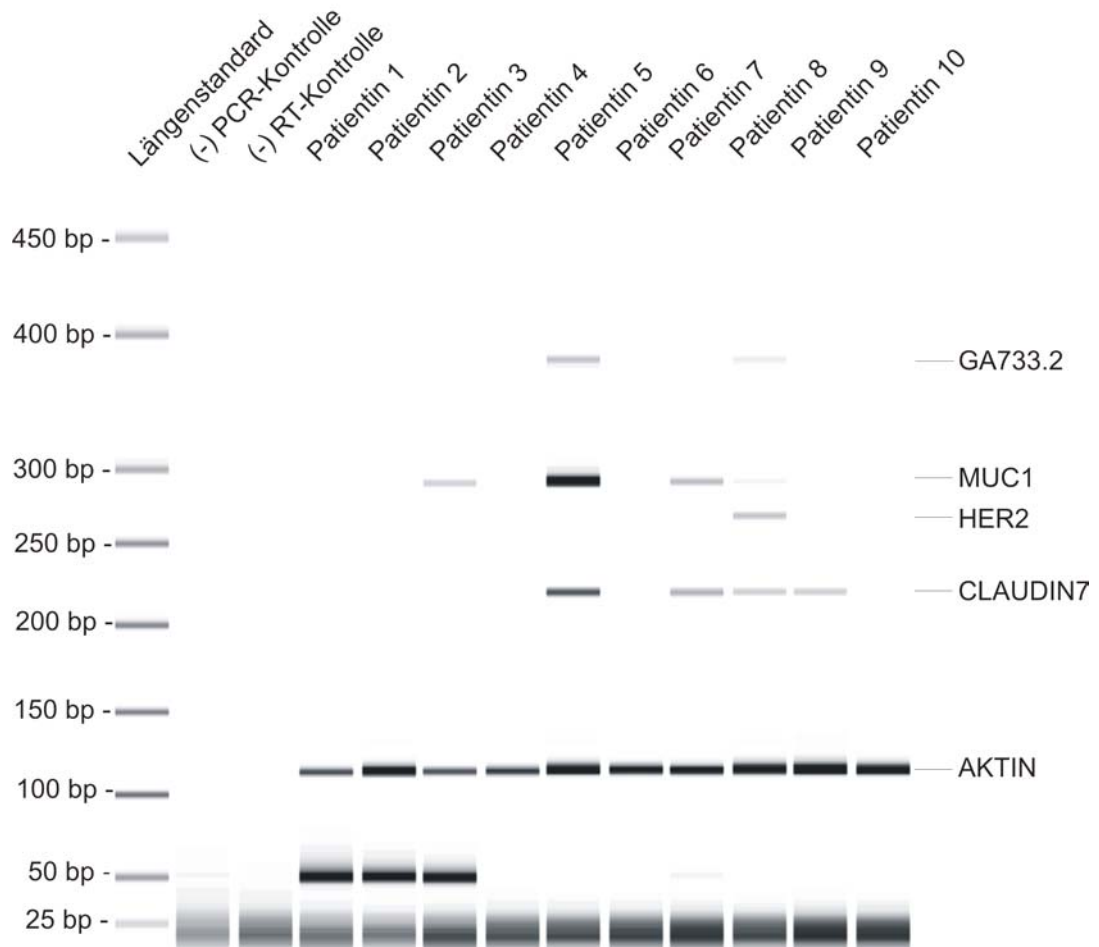 Längenstandard
(-) PCR-Kontrolle
(-) RT-Kontrolle
Patientin 1
Patientin 2
Patientin 3
Patientin 4
Patientin 5
Patientin 6
Patientin 7
Patientin 8
Patientin 9
Patientin 10
450 bp -
400 bp -
GA733.2
300 bp -
MUC1
HER2
250 bp -
CLAUDIN7
200 bp -
150 bp -
AKTIN
100 bp -
50 bp -
25 bp -